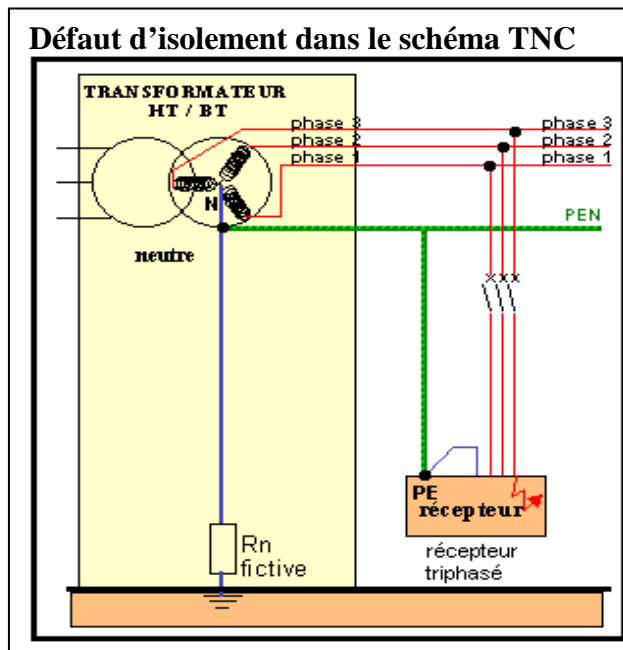 Défaut d'isolement dans le schéma TNC
TRANSFORMATEUR
HT / BT
phase 3
phase 2
phase 1
phase 3
phase 2
phase 1
N
PEN
neutre
PE
récepteur
Rn
fictive
récepteur
triphasé